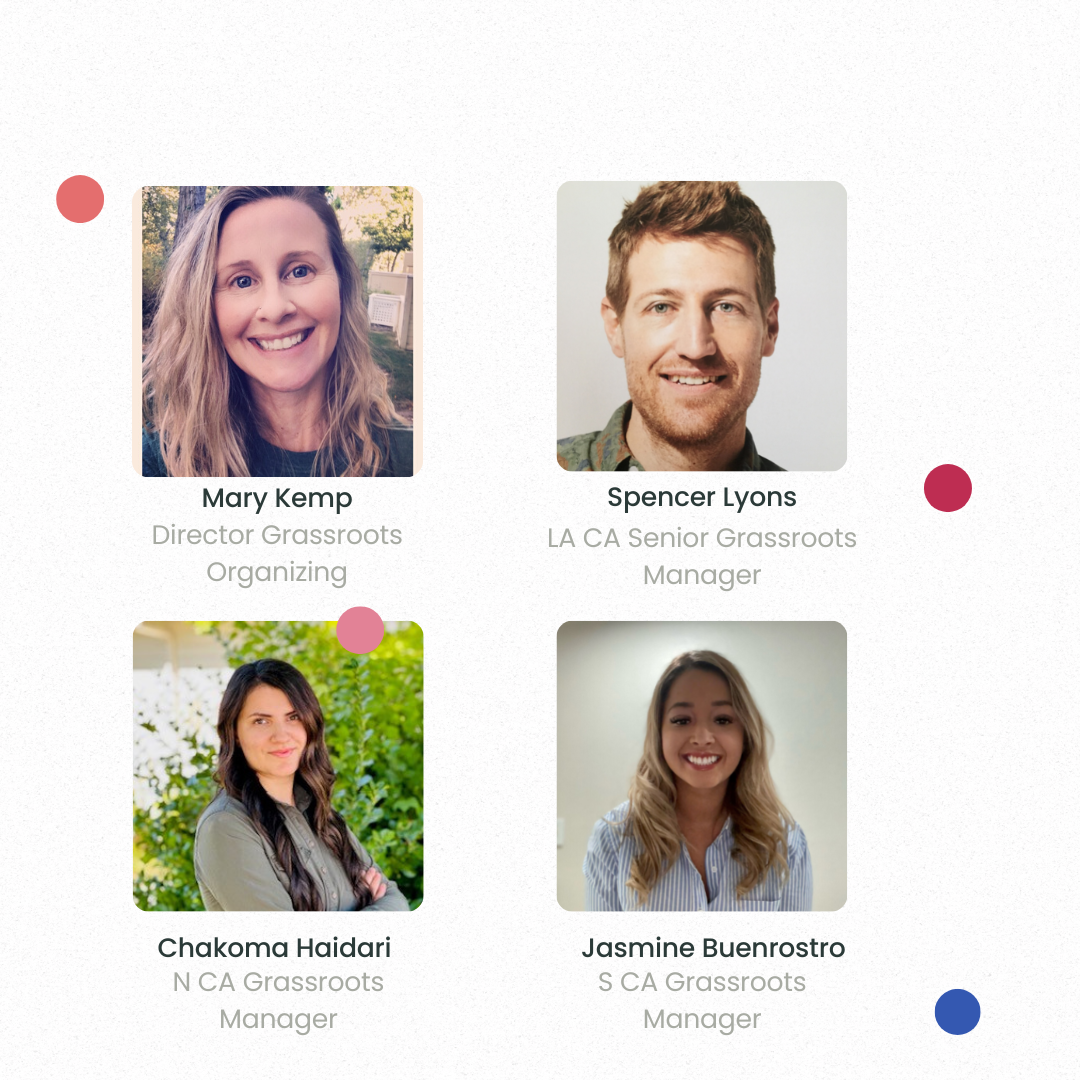 Mary Kemp
Director Grassroots
Organizing
Spencer Lyons
LA CA Senior Grassroots
Manager
Chakoma Haidari
N CA Grassroots
Manager
Jasmine Buenrostro
S CA Grassroots
Manager